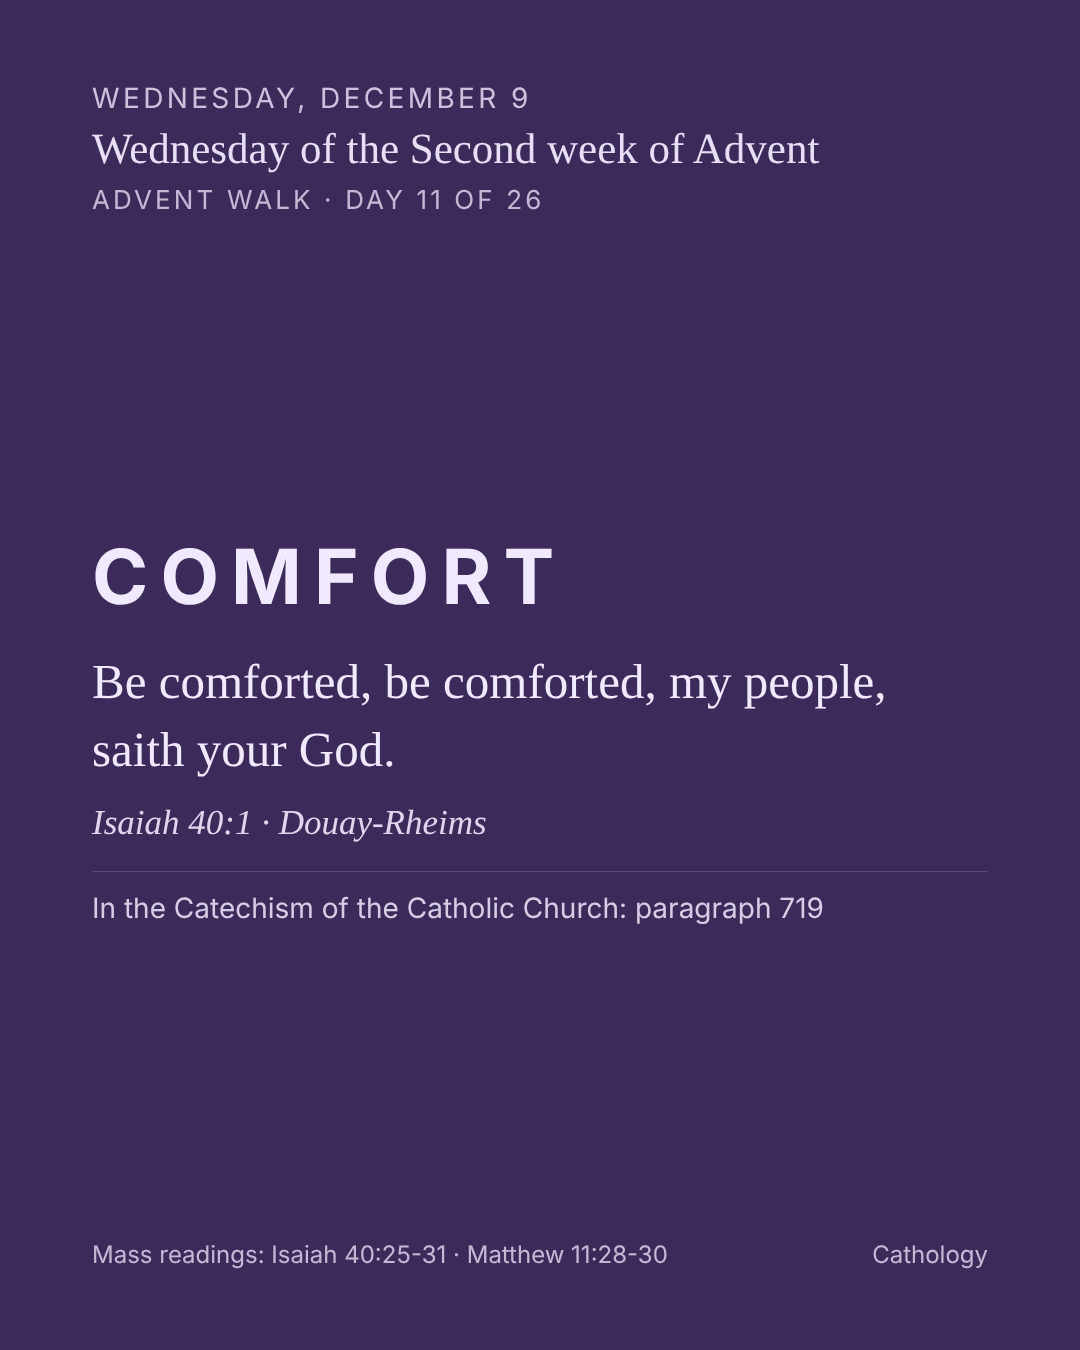 WEDNESDAY, DECEMBER 9
Wednesday of the Second week of Advent
ADVENT WALK · DAY 11 OF 26
COMFORT
Be comforted, be comforted, my people,
saith your God.
Isaiah 40:1 · Douay-Rheims
In the Catechism of the Catholic Church: paragraph 719
Mass readings: Isaiah 40:25-31 · Matthew 11:28-30
Cathology